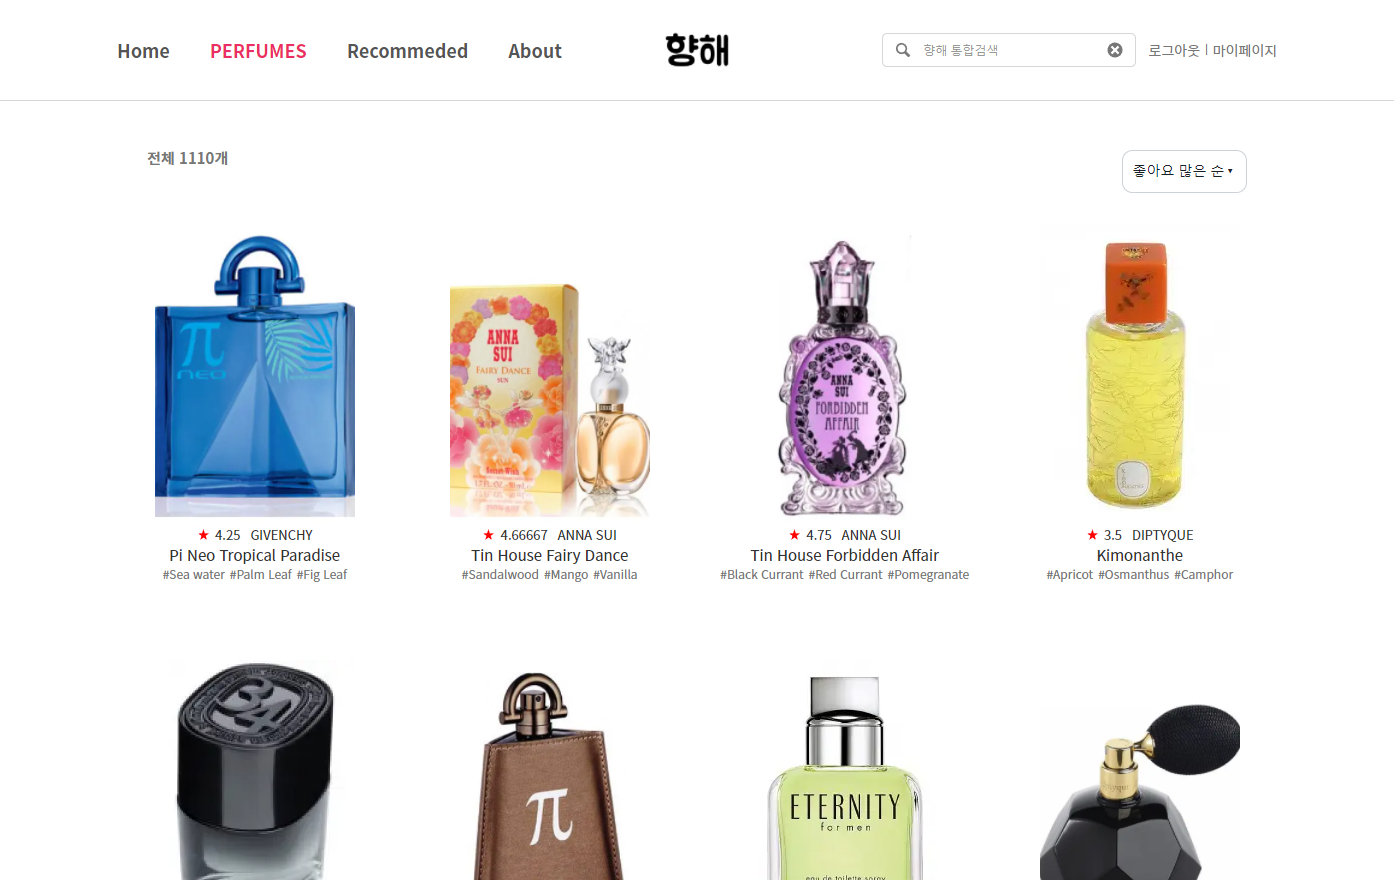 Home PERFUMES Recommeded About 향해 향해 통합검색 로그아웃 | 마이페이지
전체 1110개 좋아요 많은 순 ▾
π
NEO
ANNA
SUI
FAIRY DANCE
SUN
Secret Wish
ANNA
SUI
FORBIDDEN
AFFAIR
★ 4.25 GIVENCHY
Pi Neo Tropical Paradise
#Sea water #Palm Leaf #Fig Leaf
★ 4.66667 ANNA SUI
Tin House Fairy Dance
#Sandalwood #Mango #Vanilla
★ 4.75 ANNA SUI
Tin House Forbidden Affair
#Black Currant #Red Currant #Pomegranate
★ 3.5 DIPTYQUE
Kimonanthe
#Apricot #Osmanthus #Camphor
34
π
ETERNITY
for men
eau de toilette spray